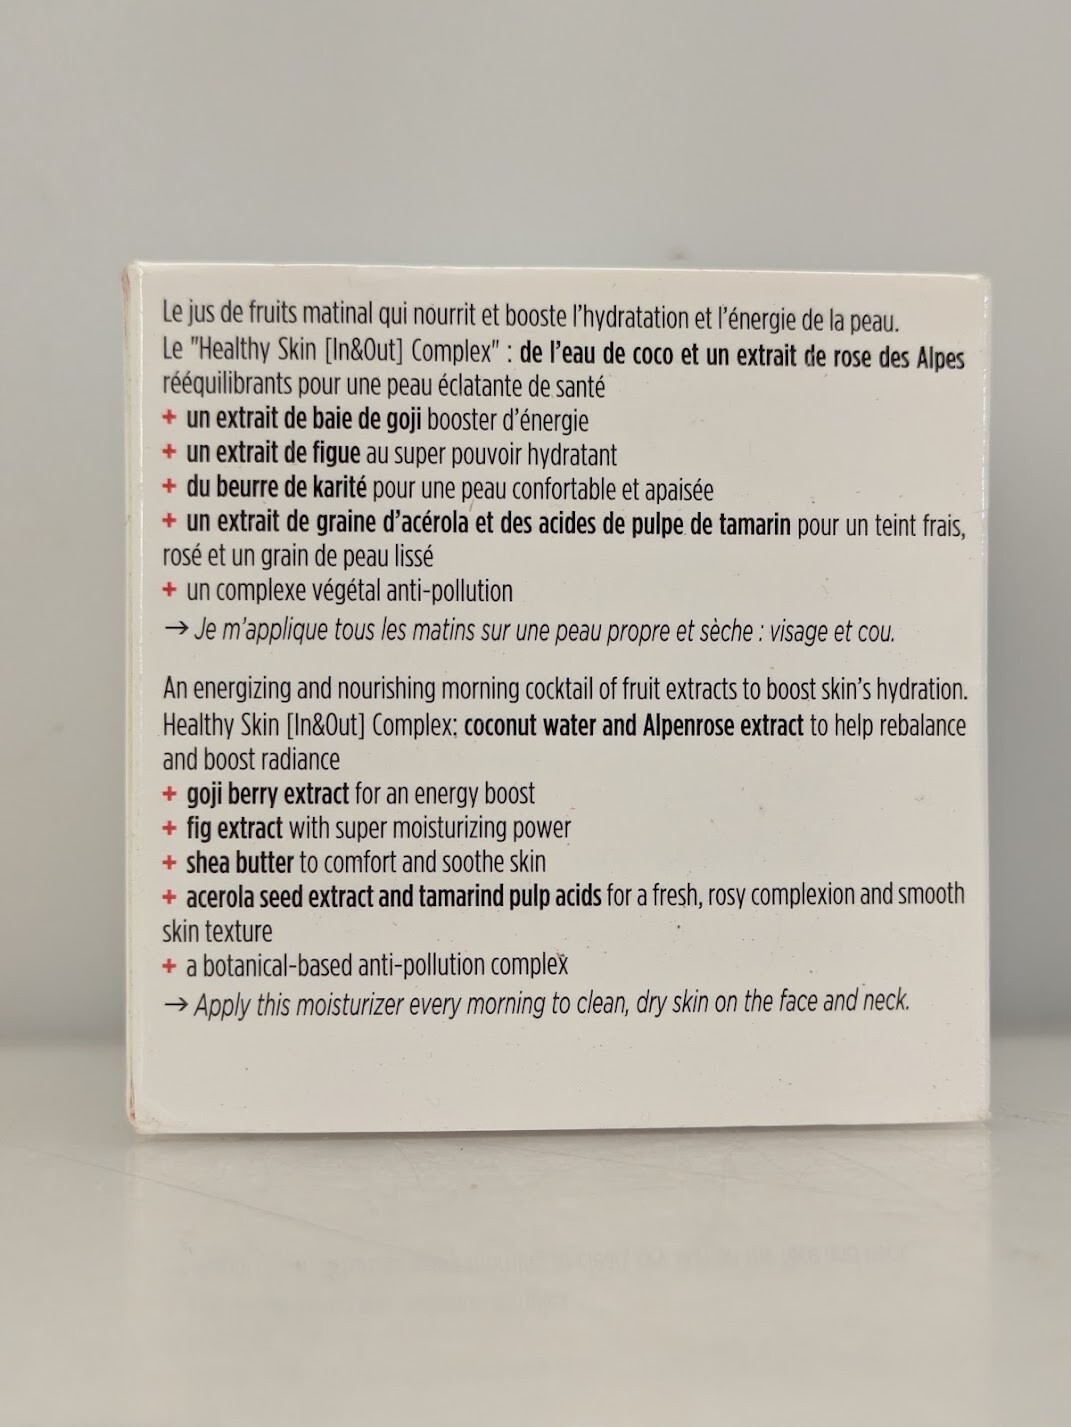 Le jus de fruits matinal qui nourrit et booste l'hydratation et l'énergie de la peau.
Le "Healthy Skin [In&Out] Complex" : de l'eau de coco et un extrait de rose des Alpes
rééquilibrants pour une peau éclatante de santé
+ un extrait de baie de goji booster d'énergie
+ un extrait de figue au super pouvoir hydratant
+ du beurre de karité pour une peau confortable et apaisée
+ un extrait de graine d'acérola et des acides de pulpe de tamarin pour un teint frais,
rosé et un grain de peau lissé
+ un complexe végétal anti-pollution
→ Je m'applique tous les matins sur une peau propre et sèche : visage et cou.
An energizing and nourishing morning cocktail of fruit extracts to boost skin's hydration.
Healthy Skin [In&Out] Complex: coconut water and Alpenrose extract to help rebalance
and boost radiance
+ goji berry extract for an energy boost
+ fig extract with super moisturizing power
+ shea butter to comfort and soothe skin
+ acerola seed extract and tamarind pulp acids for a fresh, rosy complexion and smooth
skin texture
+ a botanical-based anti-pollution complex
→ Apply this moisturizer every morning to clean, dry skin on the face and neck.